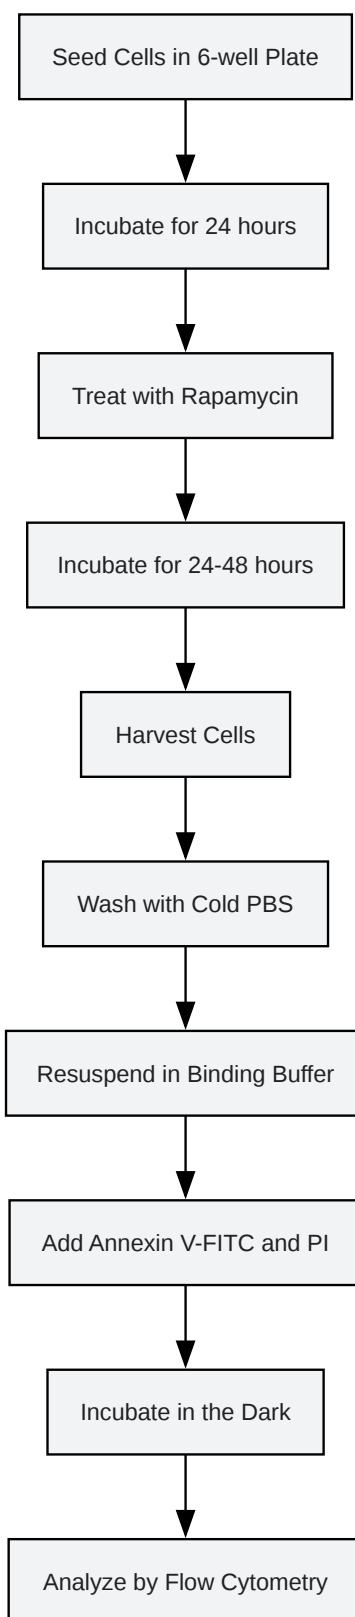 Seed Cells in 6-well Plate
Incubate for 24 hours
Treat with Rapamycin
Incubate for 24-48 hours
Harvest Cells
Wash with Cold PBS
Resuspend in Binding Buffer
Add Annexin V-FITC and PI
Incubate in the Dark
Analyze by Flow Cytometry